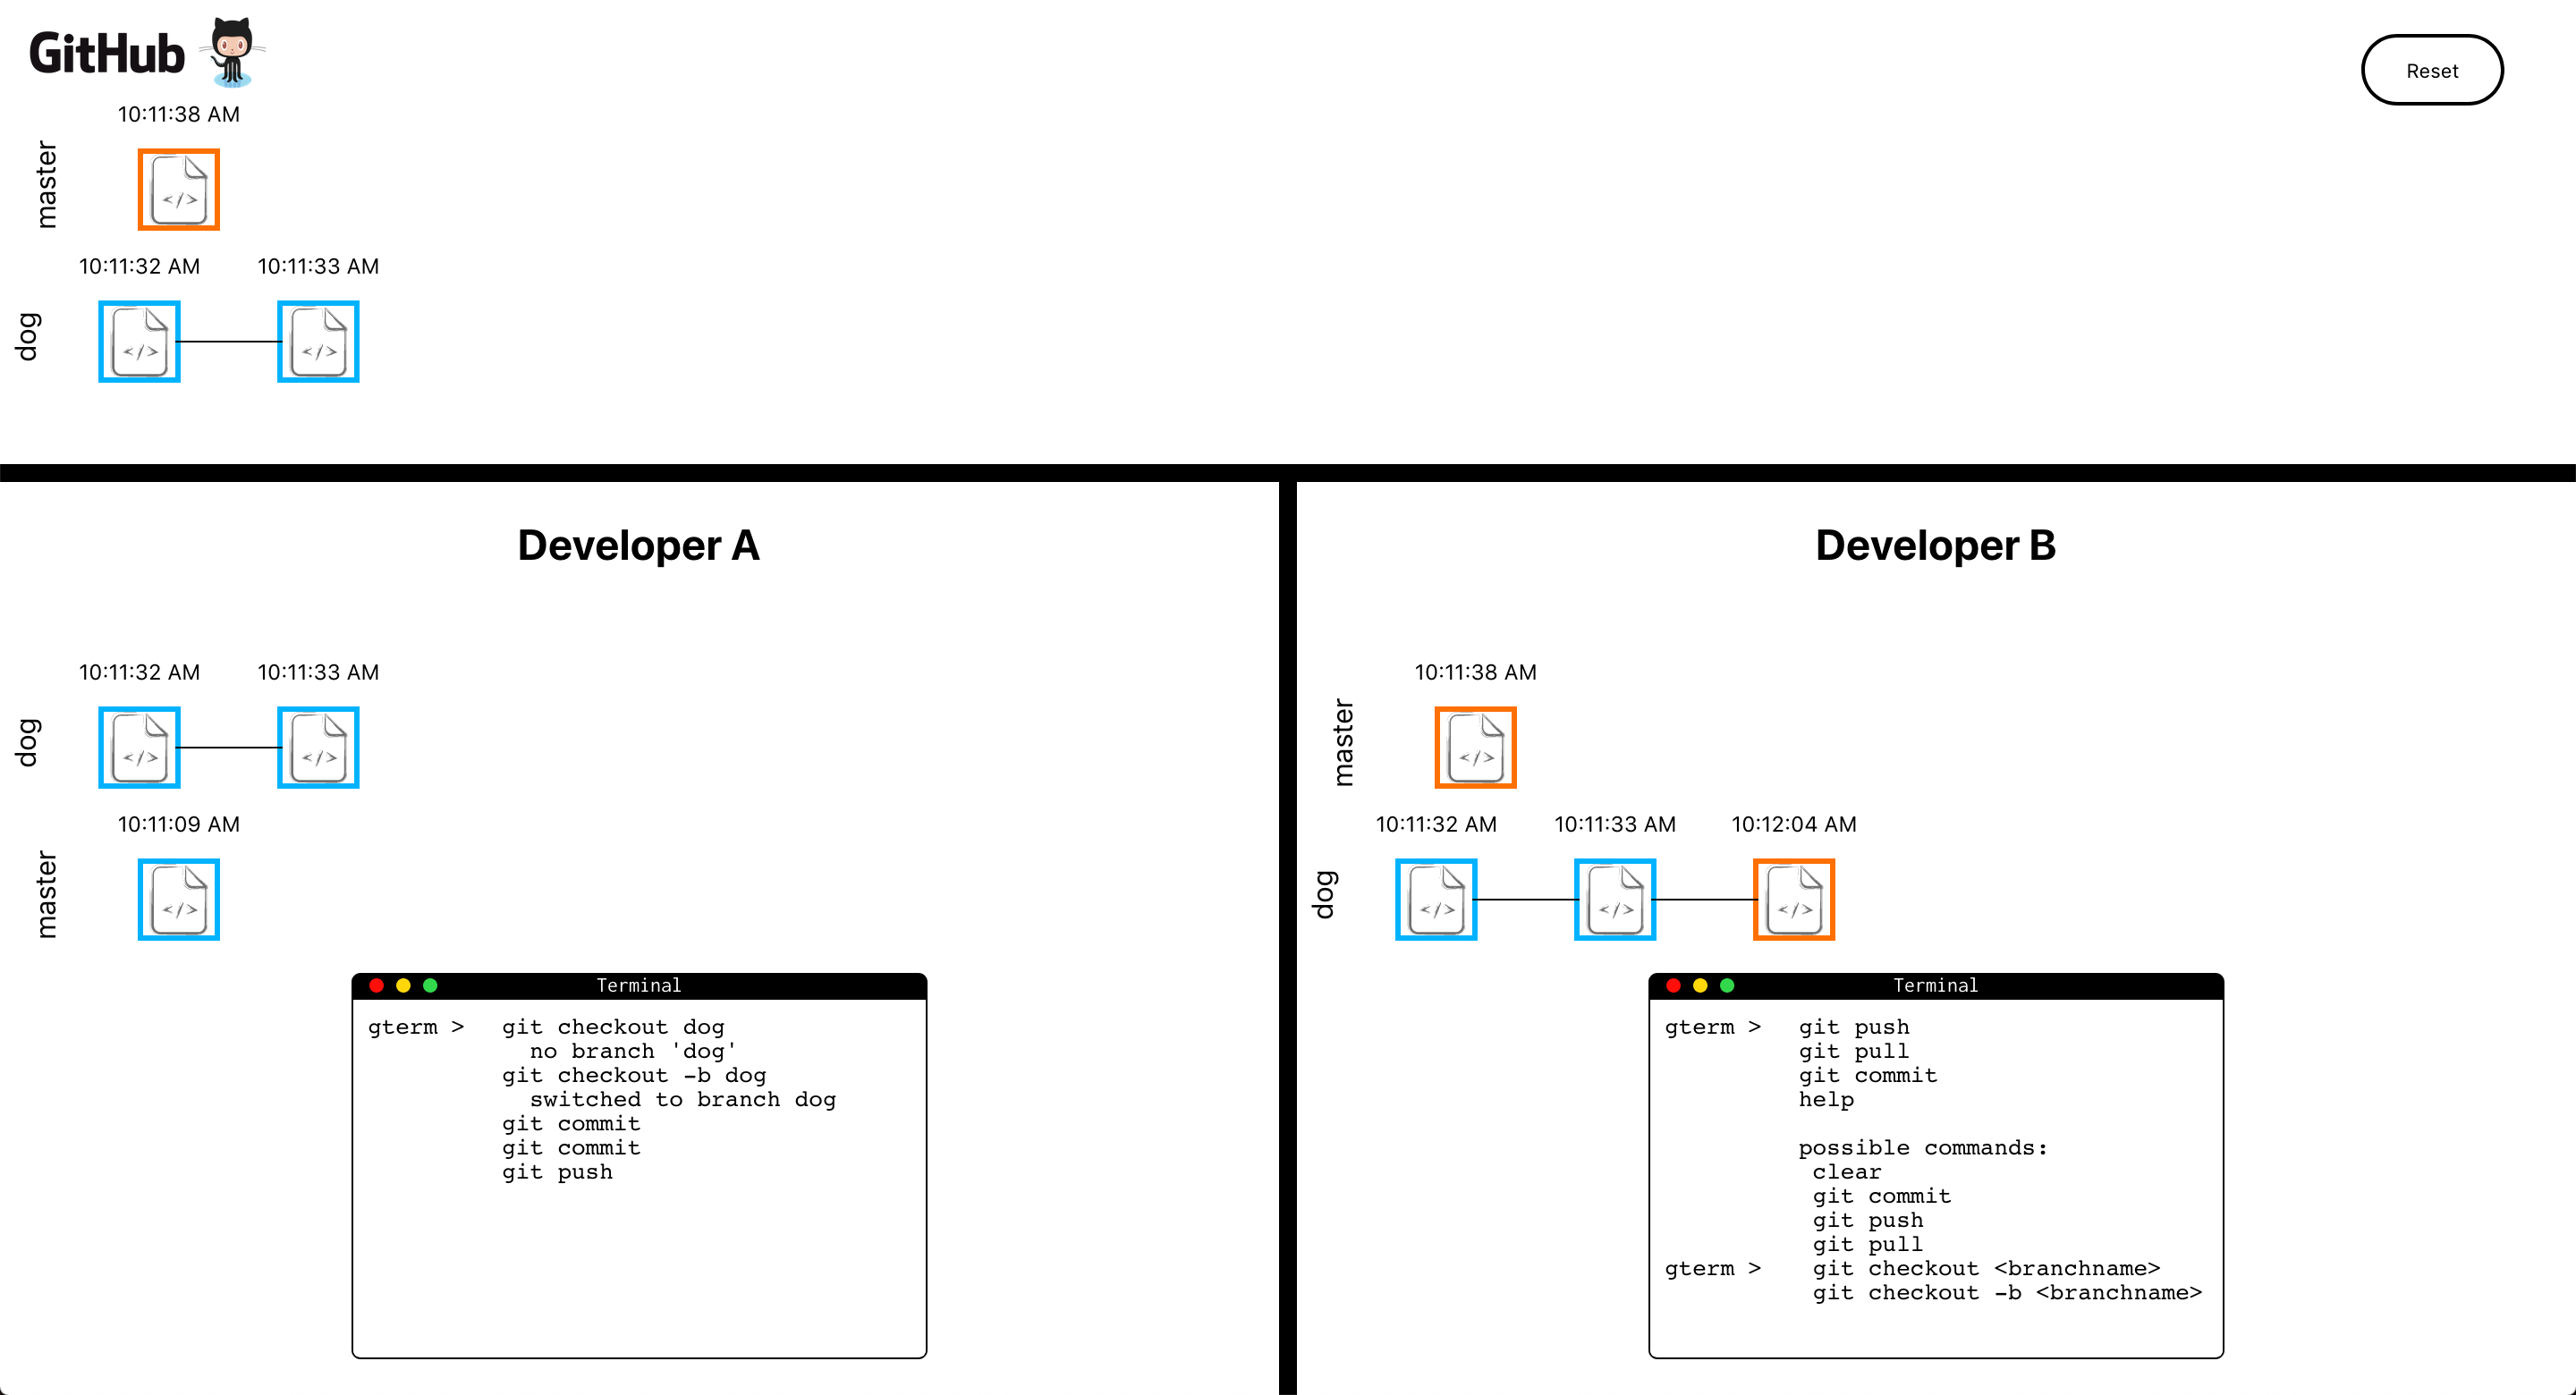 GitHub
Reset
10:11:38 AM
master
</>
10:11:32 AM 10:11:33 AM
dog
</> </>
Developer A
10:11:32 AM 10:11:33 AM
dog
</> </>
10:11:09 AM
master
</>
Terminal
gterm > git checkout dog
no branch 'dog'
git checkout -b dog
switched to branch dog
git commit
git commit
git push
Developer B
10:11:38 AM
master
</>
10:11:32 AM 10:11:33 AM 10:12:04 AM
dog
</> </> </>
Terminal
gterm > git push
git pull
git commit
help
possible commands:
clear
git commit
git push
git pull
gterm > git checkout <branchname>
git checkout -b <branchname>